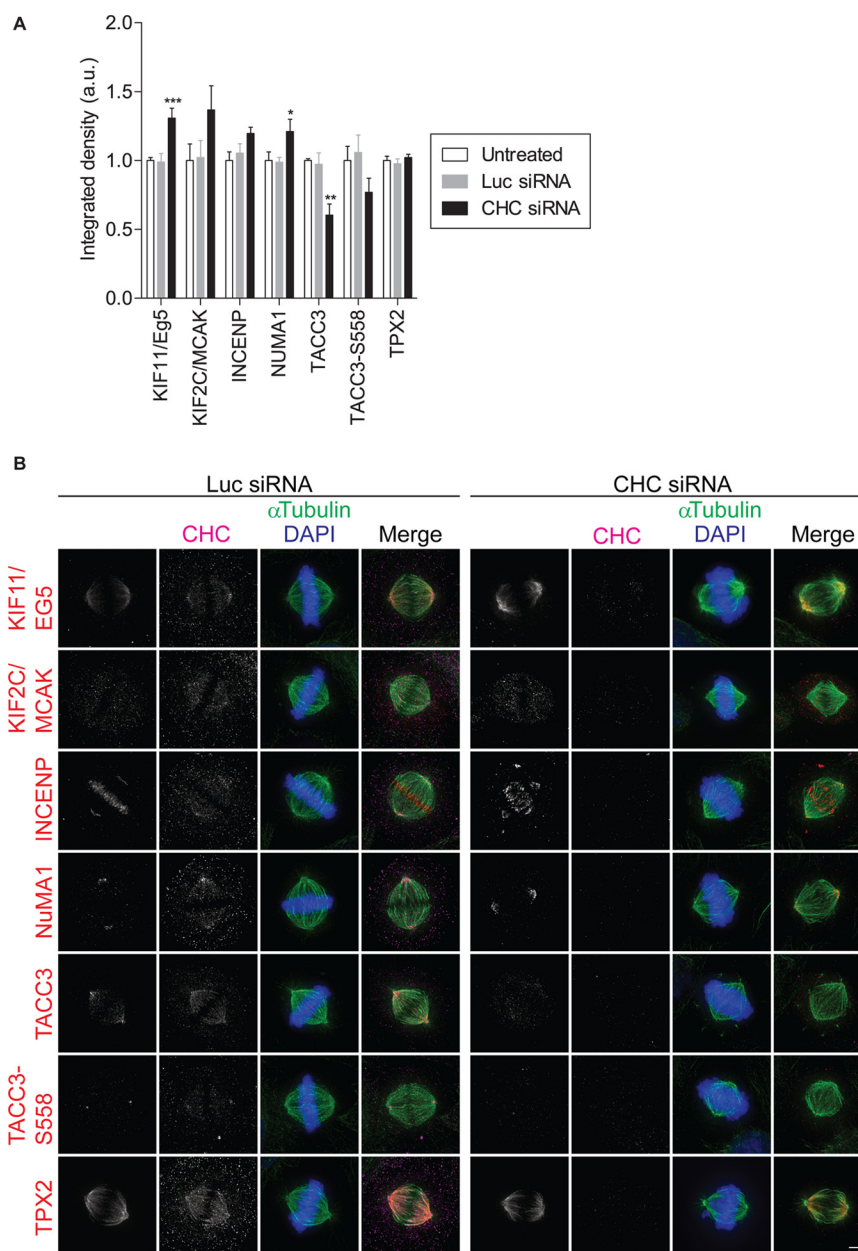 A
2.0
1.5
1.0
0.5
0.0
Integrated density (a.u.)
***
*
**
Untreated
Luc siRNA
CHC siRNA
KIF11/Eg5
KIF2C/MCAK
INCENP
NUMA1
TACC3
TACC3-S558
TPX2
B
Luc siRNA
CHC siRNA
αTubulin
αTubulin
CHC
DAPI
Merge
CHC
DAPI
Merge
KIF11/
EG5
KIF2C/
MCAK
INCENP
NuMA1
TACC3
TACC3-
S558
TPX2